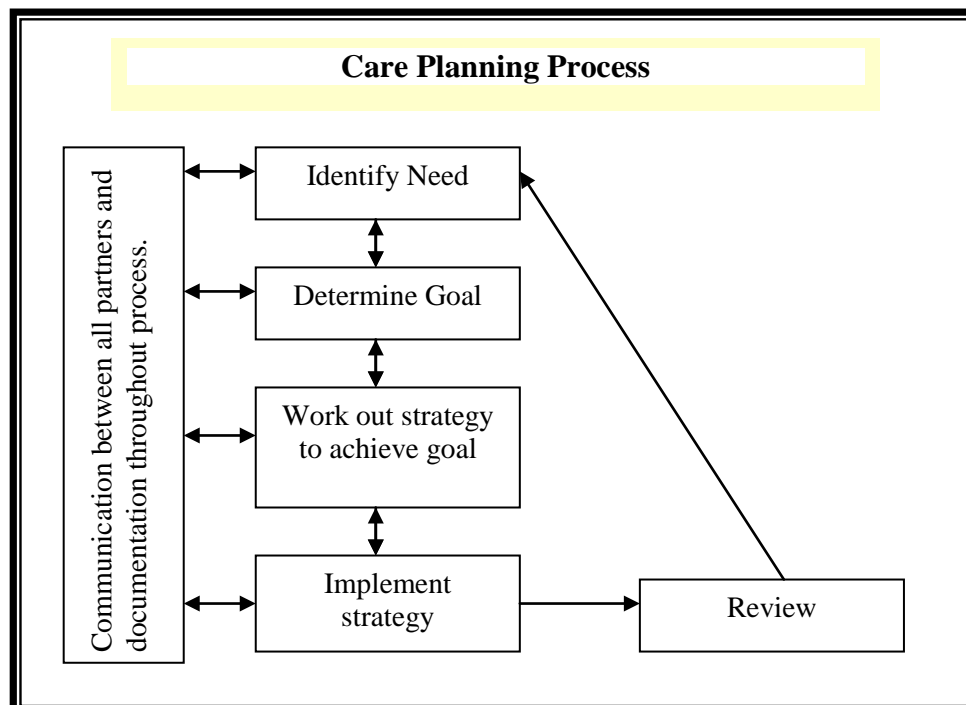 Care Planning Process
Communication between all partners and
documentation throughout process.
Identify Need
Determine Goal
Work out strategy
to achieve goal
Implement
strategy
Review